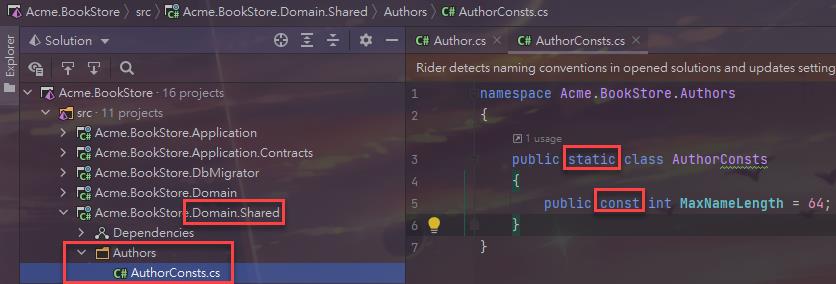 Acme.BookStore > src > Acme.BookStore.Domain.Shared > Authors > AuthorConsts.cs
Explorer
Solution
Author.cs
AuthorConsts.cs
Rider detects naming conventions in opened solutions and updates setting
Acme.BookStore · 16 projects
src · 11 projects
Acme.BookStore.Application
Acme.BookStore.Application.Contracts
Acme.BookStore.DbMigrator
Acme.BookStore.Domain
Acme.BookStore.Domain.Shared
Dependencies
Authors
C# AuthorConsts.cs
1 namespace Acme.BookStore.Authors
2 {
1 usage
3 public static class AuthorConsts
4 {
5 public const int MaxNameLength = 64;
6 }
7 }